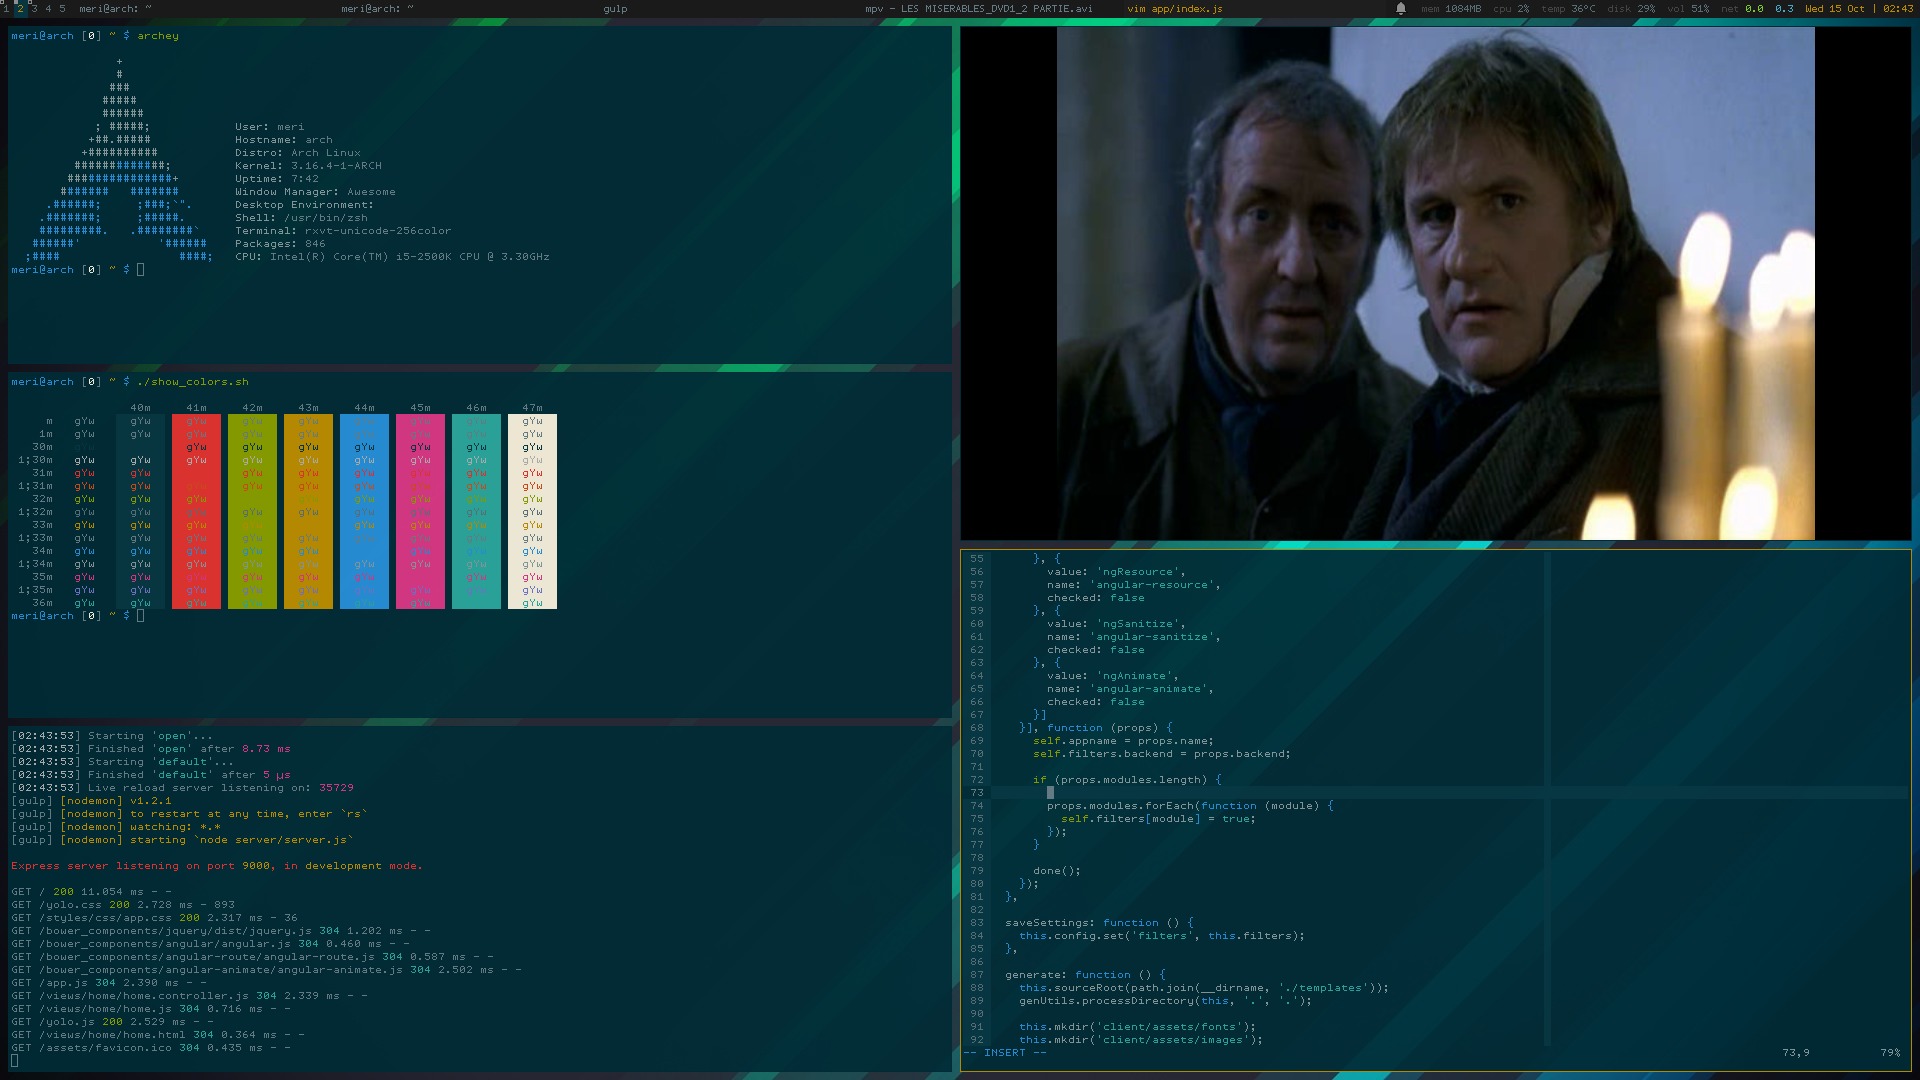 1 2 3 4 5 meri@arch: ~ meri@arch: ~ gulp mpv - LES MISERABLES_DVD1_2 PARTIE.avi vim app/index.js mem 1084MB cpu 2% temp 36°C disk 29% vol 51% net 0.0 0.3 Wed 15 Oct | 02:43
meri@arch [0] ~ $ archey
+
#
###
#####
######
; #####;
+##.#####
+##########
#############;
###############+
####### #######
.######; ;###;`".
.#######; ;#####.
#########. .########`
######' '######
;#### ####;
User: meri
Hostname: arch
Distro: Arch Linux
Kernel: 3.16.4-1-ARCH
Uptime: 7:42
Window Manager: Awesome
Desktop Environment:
Shell: /usr/bin/zsh
Terminal: rxvt-unicode-256color
Packages: 846
CPU: Intel(R) Core(TM) i5-2500K CPU @ 3.30GHz
meri@arch [0] ~ $
meri@arch [0] ~ $ ./show_colors.sh
40m 41m 42m 43m 44m 45m 46m 47m
m gYw gYw gYw gYw gYw gYw gYw gYw gYw
1m gYw gYw gYw gYw gYw gYw gYw gYw gYw
30m gYw gYw gYw gYw gYw gYw gYw
1;30m gYw gYw gYw gYw gYw gYw gYw gYw gYw
31m gYw gYw gYw gYw gYw gYw gYw gYw
1;31m gYw gYw gYw gYw gYw gYw gYw gYw
32m gYw gYw gYw gYw gYw gYw gYw gYw
1;32m gYw gYw gYw gYw gYw gYw gYw gYw gYw
33m gYw gYw gYw gYw gYw gYw gYw gYw
1;33m gYw gYw gYw gYw gYw gYw gYw gYw
34m gYw gYw gYw gYw gYw gYw gYw gYw
1;34m gYw gYw gYw gYw gYw gYw gYw gYw gYw
35m gYw gYw gYw gYw gYw gYw gYw gYw
1;35m gYw gYw gYw gYw gYw gYw gYw gYw gYw
36m gYw gYw gYw gYw gYw gYw gYw gYw
meri@arch [0] ~ $
[02:43:53] Starting 'open'...
[02:43:53] Finished 'open' after 8.73 ms
[02:43:53] Starting 'default'...
[02:43:53] Finished 'default' after 5 μs
[02:43:53] Live reload server listening on: 35729
[gulp] [nodemon] v1.2.1
[gulp] [nodemon] to restart at any time, enter `rs`
[gulp] [nodemon] watching: *.*
[gulp] [nodemon] starting `node server/server.js`
Express server listening on port 9000, in development mode.
GET / 200 11.054 ms - -
GET /yolo.css 200 2.728 ms - 893
GET /styles/css/app.css 200 2.317 ms - 36
GET /bower_components/jquery/dist/jquery.js 304 1.202 ms - -
GET /bower_components/angular/angular.js 304 0.460 ms - -
GET /bower_components/angular-route/angular-route.js 304 0.587 ms - -
GET /bower_components/angular-animate/angular-animate.js 304 2.502 ms - -
GET /app.js 304 2.390 ms - -
GET /views/home/home.controller.js 304 2.339 ms - -
GET /views/home/home.js 304 0.716 ms - -
GET /yolo.js 200 2.529 ms - -
GET /views/home/home.html 304 0.364 ms - -
GET /assets/favicon.ico 304 0.435 ms - -
55 }, {
56 value: 'ngResource',
57 name: 'angular-resource',
58 checked: false
59 }, {
60 value: 'ngSanitize',
61 name: 'angular-sanitize',
62 checked: false
63 }, {
64 value: 'ngAnimate',
65 name: 'angular-animate',
66 checked: false
67 }]
68 }], function (props) {
69 self.appname = props.name;
70 self.filters.backend = props.backend;
71
72 if (props.modules.length) {
73
74 props.modules.forEach(function (module) {
75 self.filters[module] = true;
76 });
77 }
78
79 done();
80 });
81 },
82
83 saveSettings: function () {
84 this.config.set('filters', this.filters);
85 },
86
87 generate: function () {
88 this.sourceRoot(path.join(__dirname, './templates'));
89 genUtils.processDirectory(this, '.', '.');
90
91 this.mkdir('client/assets/fonts');
92 this.mkdir('client/assets/images');
-- INSERT -- 73,9 79%